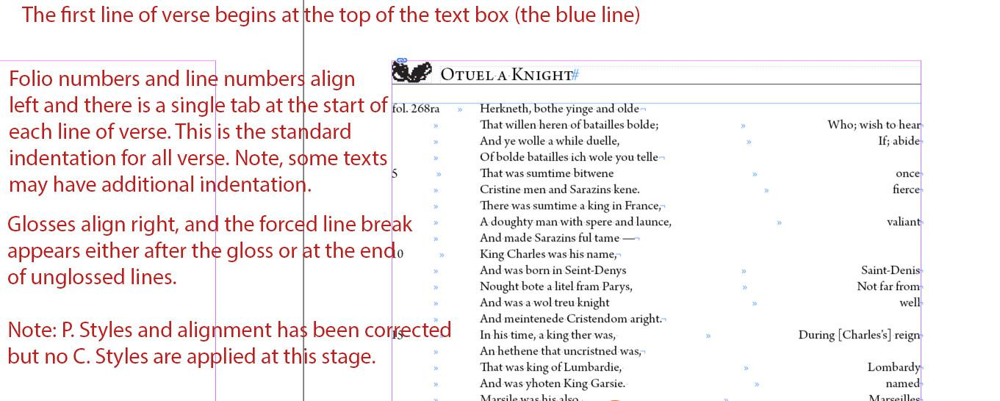 The first line of verse begins at the top of the text box (the blue line)
Folio numbers and line numbers align
left and there is a single tab at the start of
each line of verse. This is the standard
indentation for all verse. Note, some texts
may have additional indentation.
Glosses align right, and the forced line break
appears either after the gloss or at the end
of unglossed lines.
Note: P. Styles and alignment has been corrected
but no C. Styles are applied at this stage.
Otuel a Knight#
fol. 268ra » Herkneth, bothe yinge and olde¬
» That willen heren of batailles bolde; » Who; wish to hear¬
» And ye wolle a while duelle, » If; abide¬
» Of bolde batailles ich wole you telle¬
5 » That was sumtime bitwene » once¬
» Cristine men and Sarazins kene. » fierce¬
» There was sumtime a king in France,¬
» A doughty man with spere and launce, » valiant¬
» And made Sarazins ful tame —¬
10 » King Charles was his name,¬
» And was born in Seint-Denys » Saint-Denis¬
» Nought bote a litel fram Parys, » Not far from¬
» And was a wol treu knight » well¬
» And meintenede Cristendom aright.¬
15 » In his time, a king ther was, » During [Charles's] reign¬
» An hethene that uncristned was,¬
» That was king of Lumbardie, » Lombardy¬
» And was yhoten King Garsie. » named¬
Marsile was his also » Marseilles